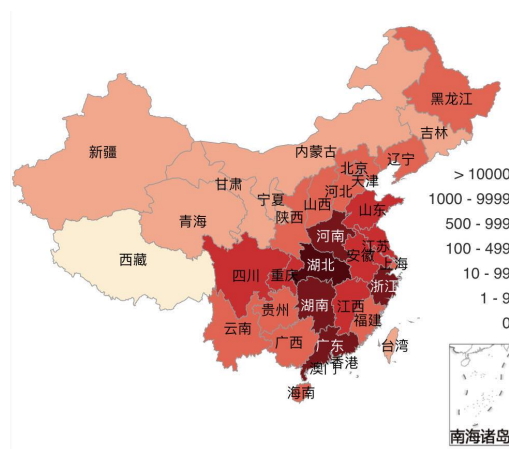 黑龙江
吉林
新疆
内蒙古
辽宁
北京
天津
> 10000
甘肃
河北
宁夏
山西
1000 - 9999
山东
陕西
青海
500 - 999
河南
江苏
100 - 499
安徽
西藏
湖北
上海
四川
重庆
10 - 99
浙江
1 - 9
湖南
江西
贵州
福建
0
云南
广西
广东
台湾
香港
澳门
海南
南海诸岛